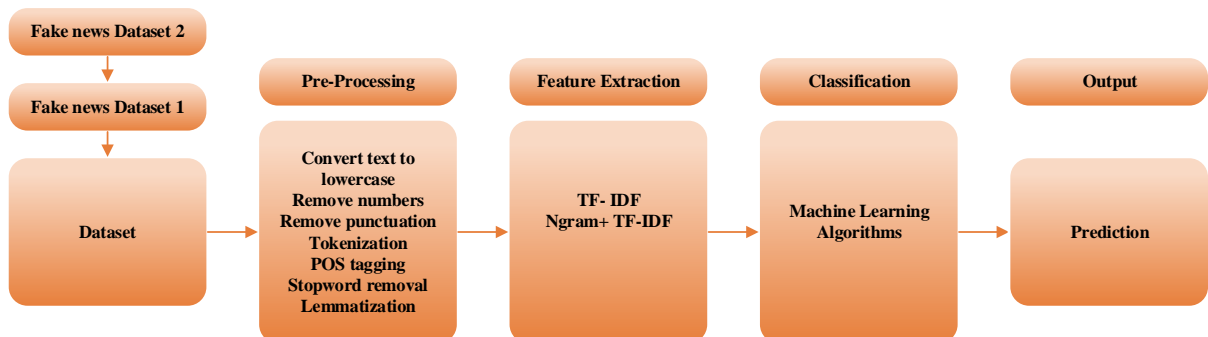 Fake news Dataset 2
Fake news Dataset 1
Dataset
Pre-Processing
Convert text to
lowercase
Remove numbers
Remove punctuation
Tokenization
POS tagging
Stopword removal
Lemmatization
Feature Extraction
TF- IDF
Ngram+ TF-IDF
Classification
Machine Learning
Algorithms
Output
Prediction